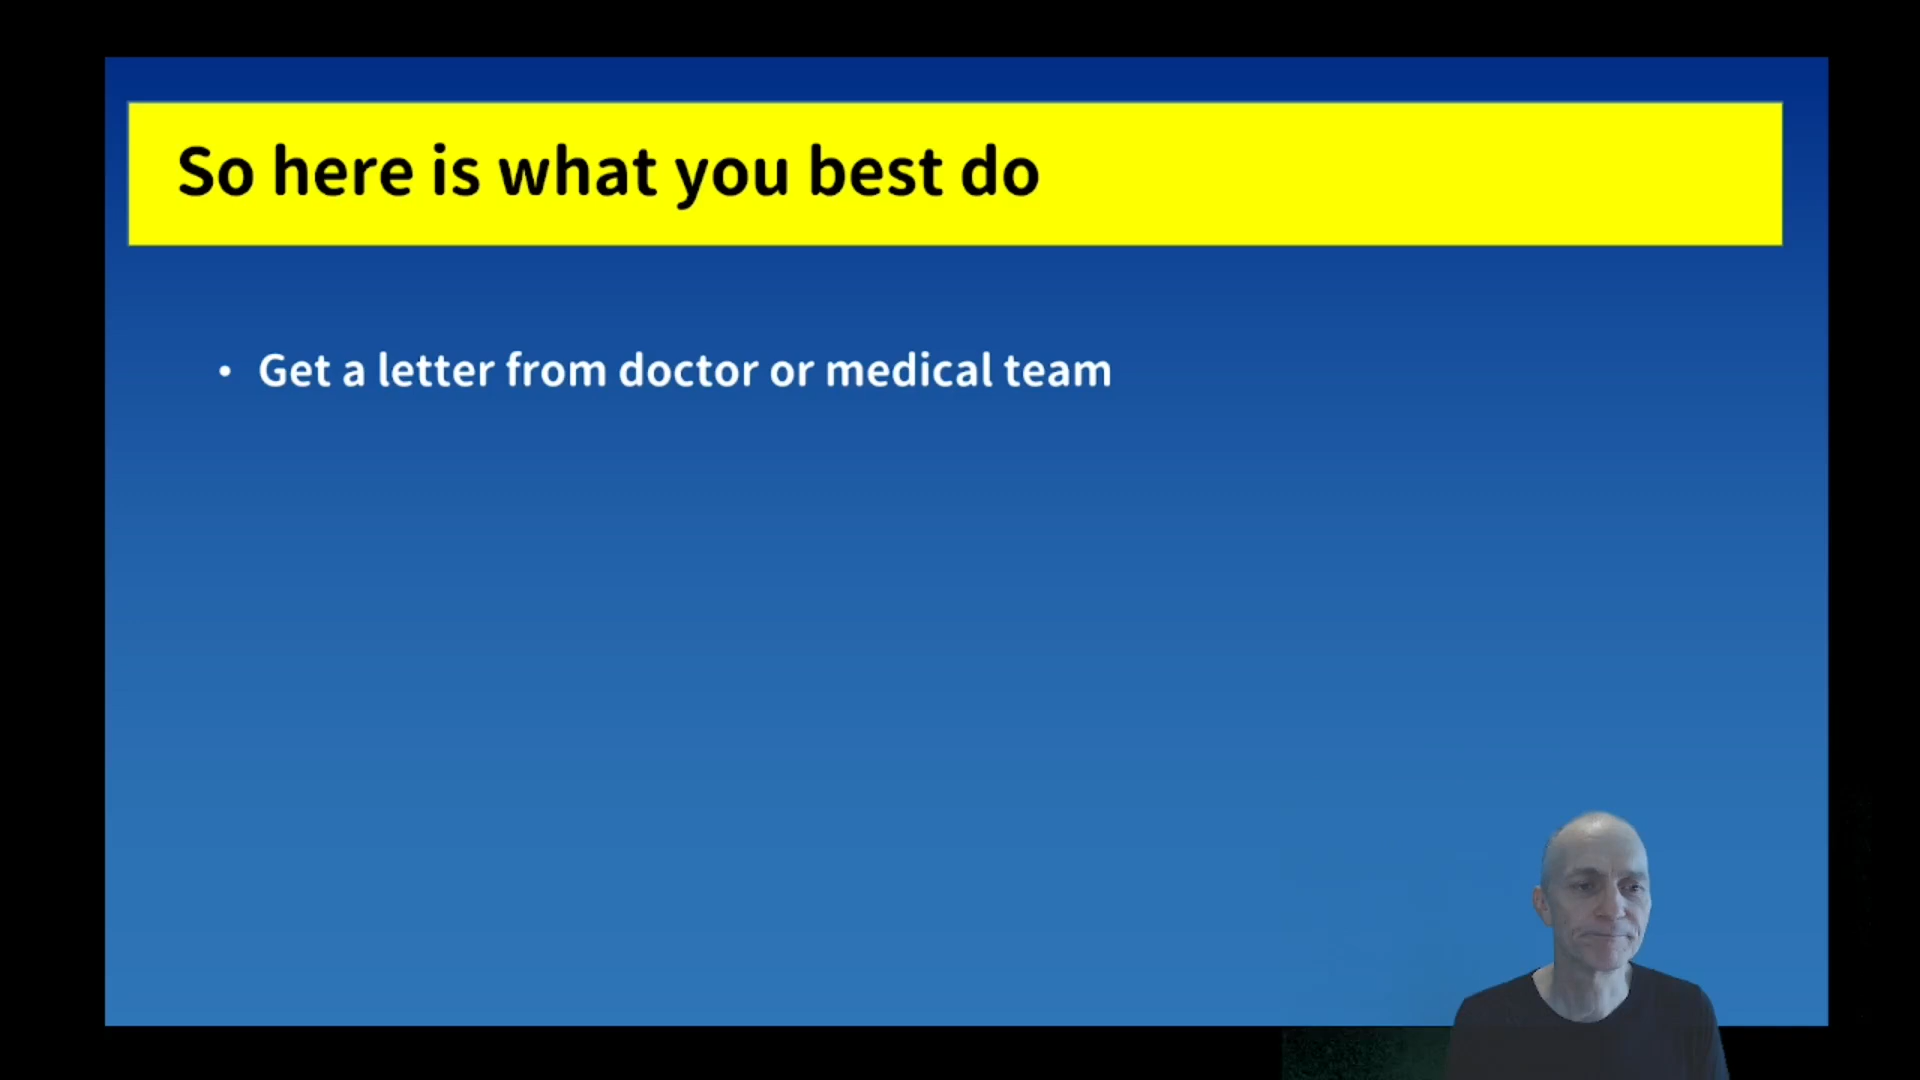 So here is what you best do
• Get a letter from doctor or medical team